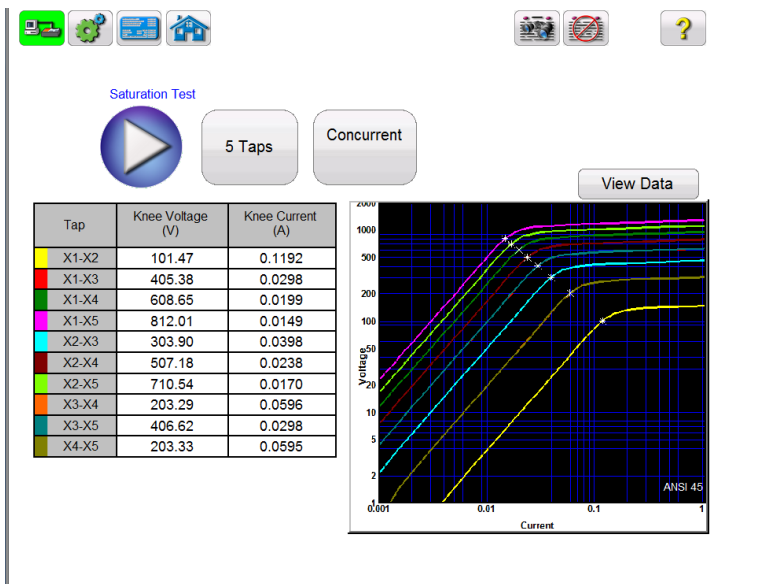 Saturation Test
5 Taps
Concurrent
View Data
Tap Knee Voltage (V) Knee Current (A)
X1-X2 101.47 0.1192
X1-X3 405.38 0.0298
X1-X4 608.65 0.0199
X1-X5 812.01 0.0149
X2-X3 303.90 0.0398
X2-X4 507.18 0.0238
X2-X5 710.54 0.0170
X3-X4 203.29 0.0596
X3-X5 406.62 0.0298
X4-X5 203.33 0.0595
2000
1000
500
200
100
50
20
10
5
2
1
Voltage
ANSI 45
0.001 0.01 0.1 1
Current